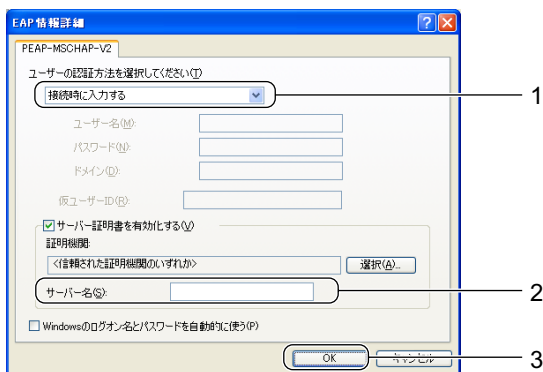 EAP情報詳細
PEAP-MSCHAP-V2
ユーザーの認証方法を選択してください(T)
接続時に入力する
1
ユーザー名(M):
パスワード(N):
ドメイン(D):
仮ユーザーID(R):
サーバー証明書を有効化する(V)
証明機関:
<信頼された証明機関のいずれか>
選択(A)...
サーバー名(S):
2
Windowsのログオン名とパスワードを自動的に使う(P)
OK
キャンセル
3